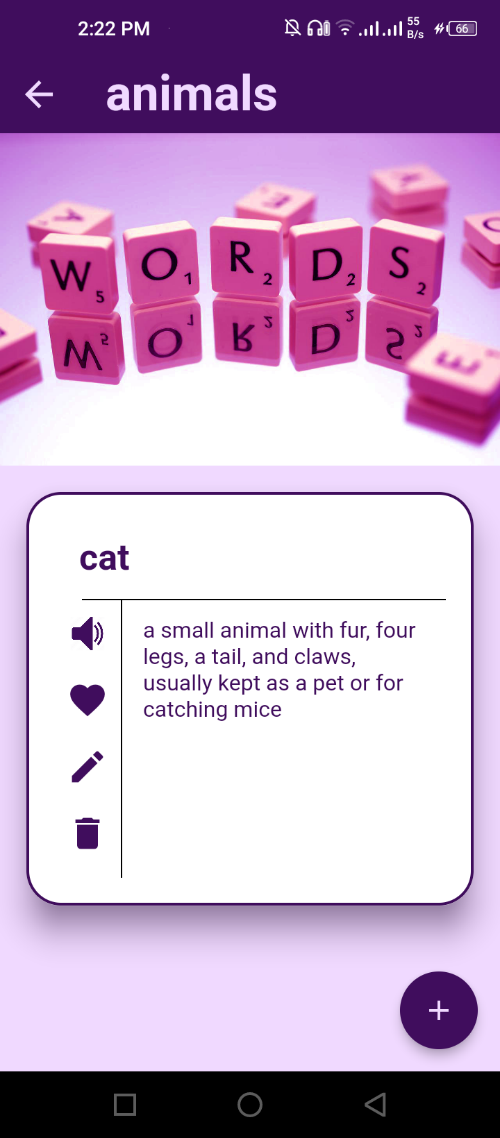 2:22 PM
55
B/s
66
animals
W5 O1 R2 D2 S2
E
cat
a small animal with fur, four
legs, a tail, and claws,
usually kept as a pet or for
catching mice
+